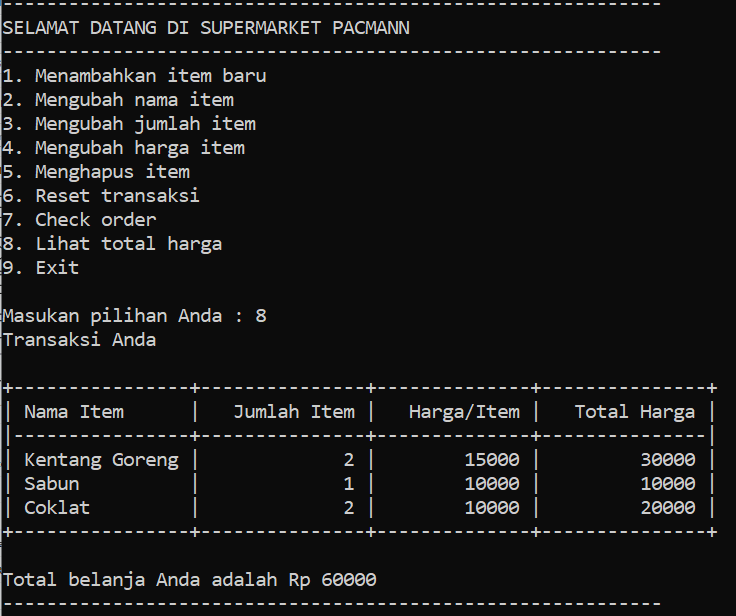 ------------------------------------------------------------
SELAMAT DATANG DI SUPERMARKET PACMANN
------------------------------------------------------------
1. Menambahkan item baru
2. Mengubah nama item
3. Mengubah jumlah item
4. Mengubah harga item
5. Menghapus item
6. Reset transaksi
7. Check order
8. Lihat total harga
9. Exit

Masukan pilihan Anda : 8
Transaksi Anda

+----------------+---------------+--------------+---------------+
| Nama Item      |   Jumlah Item |   Harga/Item |   Total Harga |
|----------------+---------------+--------------+---------------|
| Kentang Goreng |             2 |        15000 |         30000 |
| Sabun          |             1 |        10000 |         10000 |
| Coklat         |             2 |        10000 |         20000 |
+----------------+---------------+--------------+---------------+

Total belanja Anda adalah Rp 60000
------------------------------------------------------------